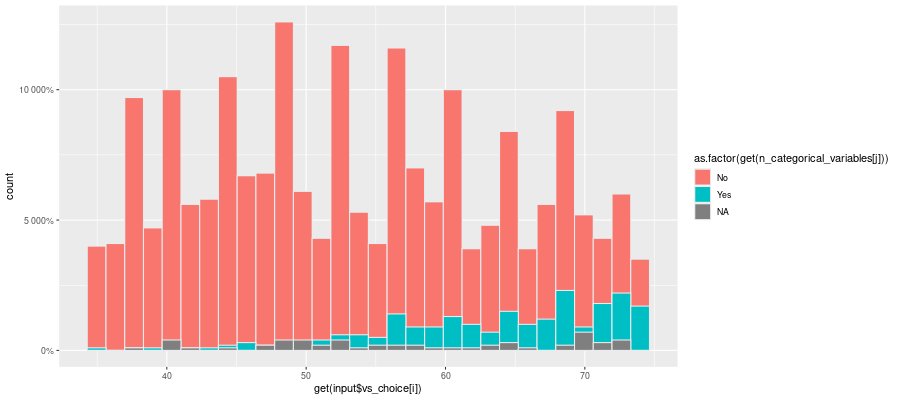 count
10 000%
5 000%
0%
40
50
60
70
get(input$vs_choice[i])
as.factor(get(n_categorical_variables[j]))
No
Yes
NA